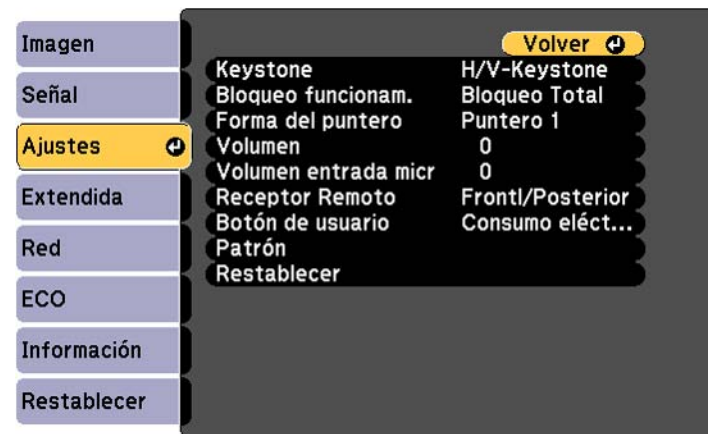 Imagen
Señal
Ajustes
Extendida
Red
ECO
Información
Restablecer
Volver
Keystone H/V-Keystone
Bloqueo funcionam. Bloqueo Total
Forma del puntero Puntero 1
Volumen 0
Volumen entrada micr 0
Receptor Remoto Frontl/Posterior
Botón de usuario Consumo eléct...
Patrón
Restablecer